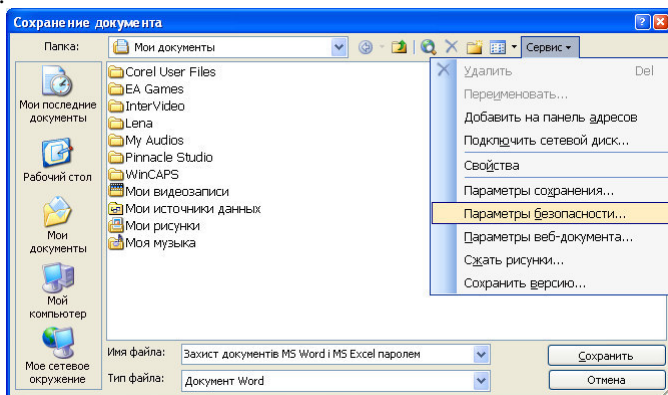 Сохранение документа
Папка:
Мои документы
Сервис
Мои последние
документы
Рабочий стол
Мои
документы
Мой
компьютер
Мое сетевое
окружение
Corel User Files
EA Games
InterVideo
Lena
My Audios
Pinnacle Studio
WinCAPS
Мои видеозаписи
Мои источники данных
Мои рисунки
Моя музыка
Удалить Del
Переименовать...
Добавить на панель адресов
Подключить сетевой диск...
Свойства
Параметры сохранения...
Параметры безопасности...
Параметры веб-документа...
Сжать рисунки...
Сохранить версию...
Имя файла:
Захист документів MS Word і MS Excel паролем
Сохранить
Тип файла:
Документ Word
Отмена